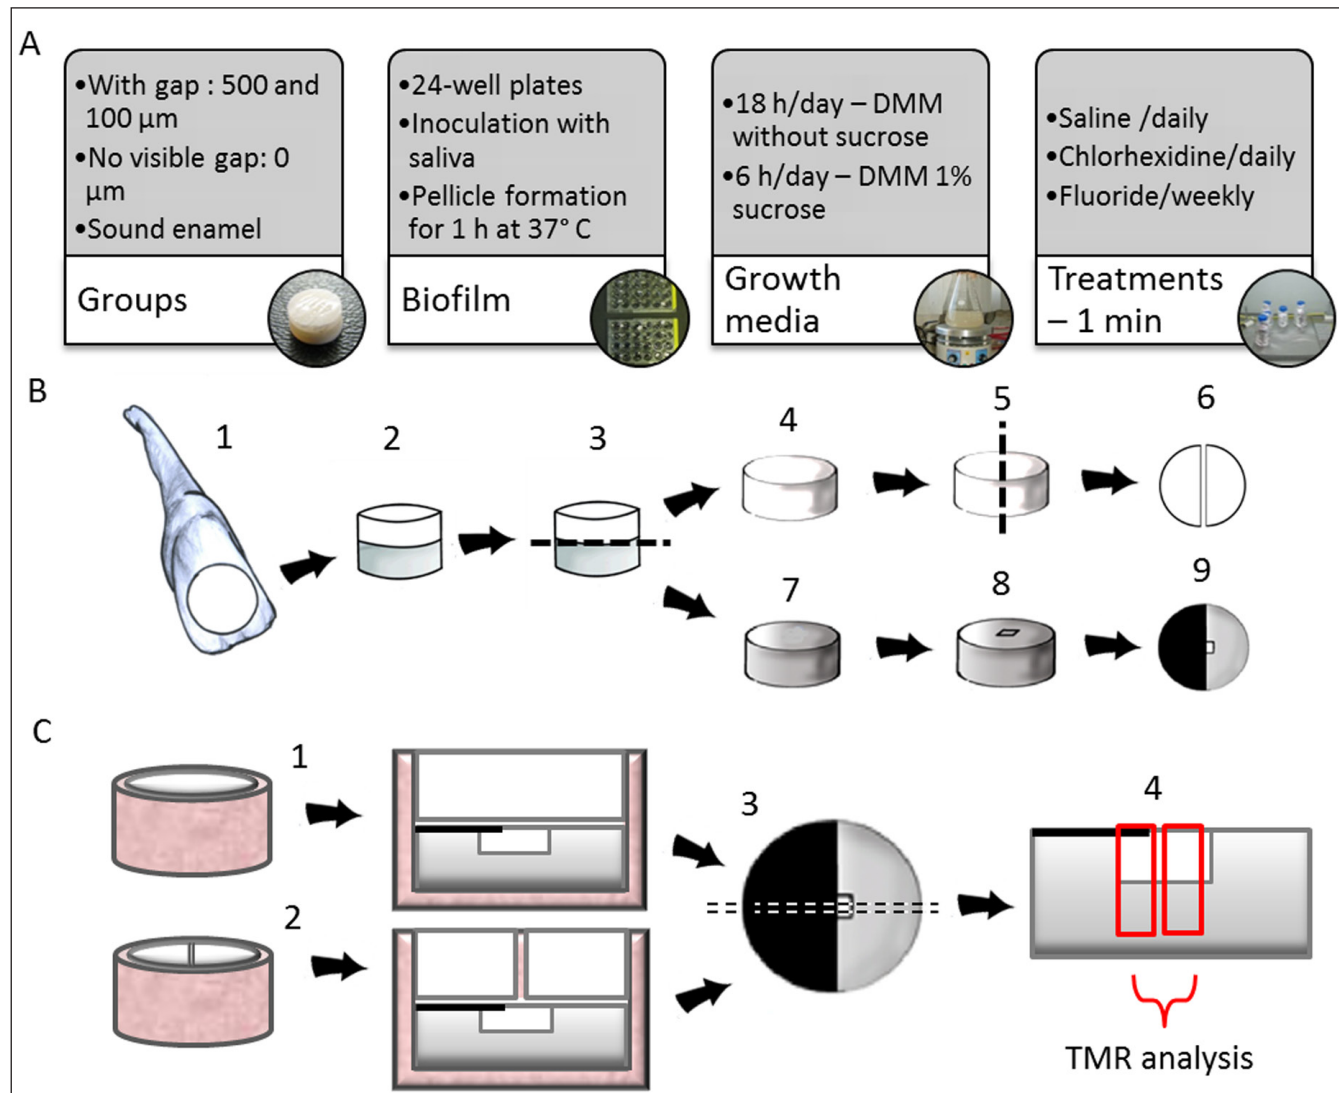 A
•With gap : 500 and
100 µm
•No visible gap: 0
µm
•Sound enamel
Groups
•24-well plates
•Inoculation with
saliva
•Pellicle formation
for 1 h at 37° C
Biofilm
•18 h/day – DMM
without sucrose
•6 h/day – DMM 1%
sucrose
Growth
media
•Saline /daily
•Chlorhexidine/daily
•Fluoride/weekly
Treatments
– 1 min
B
1
2
3
4
5
6
7
8
9
C
1
2
3
4
TMR analysis